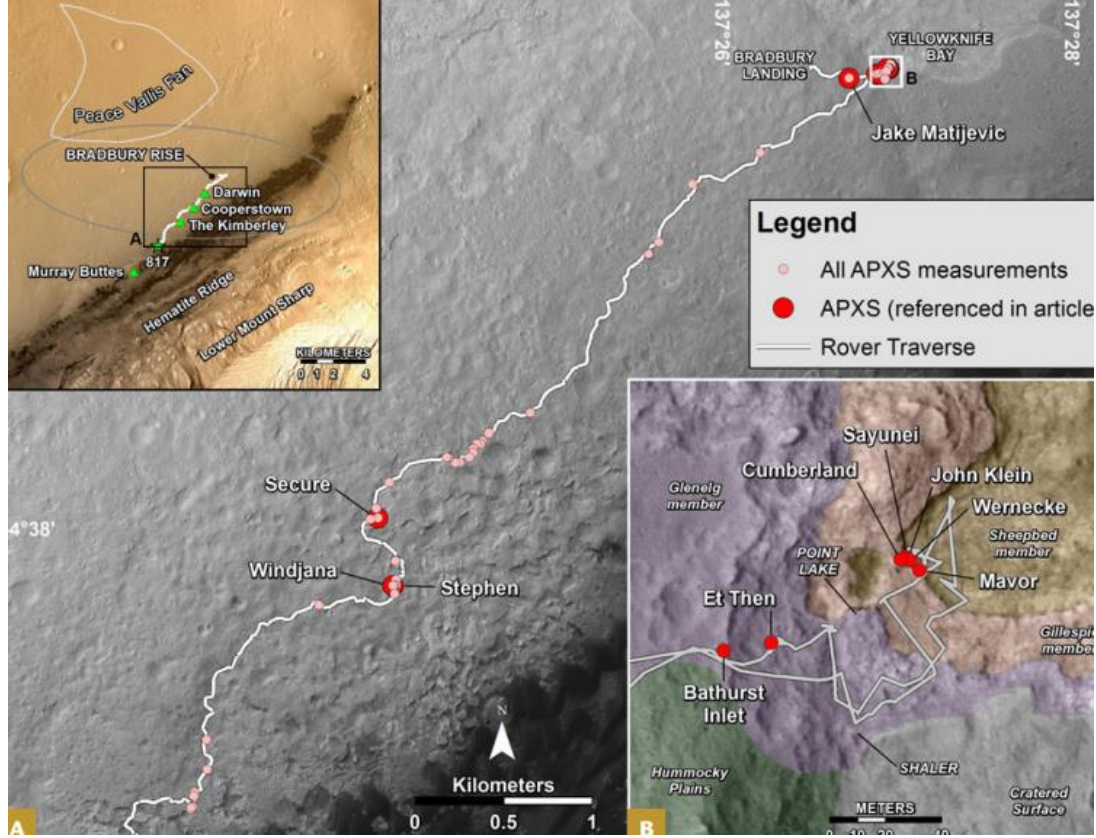 Peace Vallis Fan
BRADBURY RISE
Darwin
Cooperstown
The Kimberley
A
817
Murray Buttes
Hematite Ridge
Lower Mount Sharp
KILOMETERS
0 1 2 4
137°26'
137°28'
BRADBURY
LANDING
YELLOWKNIFE
BAY
B
Jake Matijevic
Legend
All APXS measurements
APXS (referenced in article
Rover Traverse
Secure
4°38'
Windjana
Stephen
N
Kilometers
0 0.5 1
A
Sayunei
Cumberland
John Klein
Wernecke
Glenelg
member
Sheepbed
member
POINT
LAKE
Mavor
Et Then
Gillespie
member
Bathurst
Inlet
SHALER
Hummocky
Plains
Cratered
Surface
METERS
0 10 20 40
B